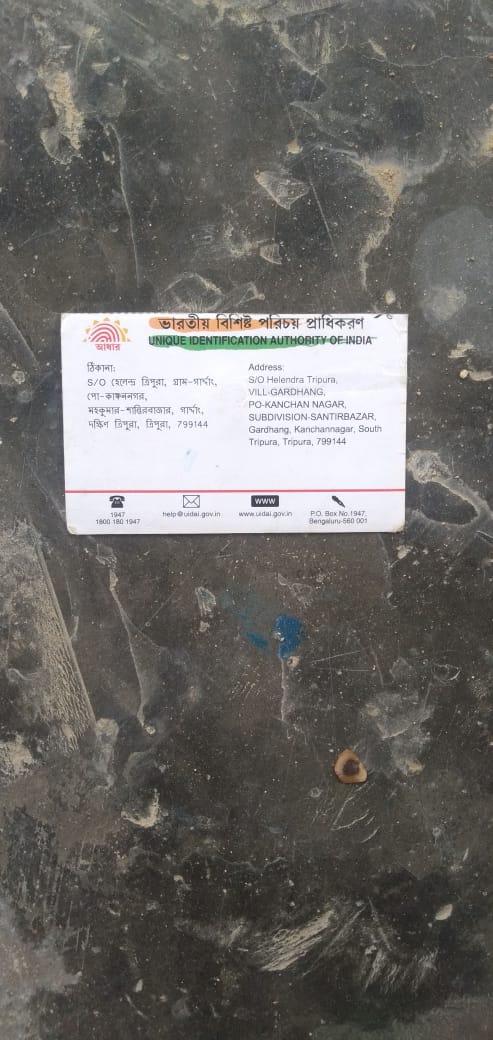 ভারতীয় বিশিষ্ট পরিচয় প্রাধিকরণ
UNIQUE IDENTIFICATION AUTHORITY OF INDIA
আধার
ঠিকানা:
S/O হেলেন্দ্র ত্রিপুরা, গ্রাম-গার্দাং,
পো-কাঞ্চননগর,
মহকুমার-শান্তিরবাজার, গার্দাং,
দক্ষিণ ত্রিপুরা, ত্রিপুরা, 799144
Address:
S/O Helendra Tripura,
VILL-GARDHANG,
PO-KANCHAN NAGAR,
SUBDIVISION-SANTIRBAZAR,
Gardhang, Kanchannagar, South
Tripura, Tripura, 799144
1947
1800 180 1947
help@uidai.gov.in
www
www.uidai.gov.in
P.O. Box No.1947,
Bengaluru-560 001